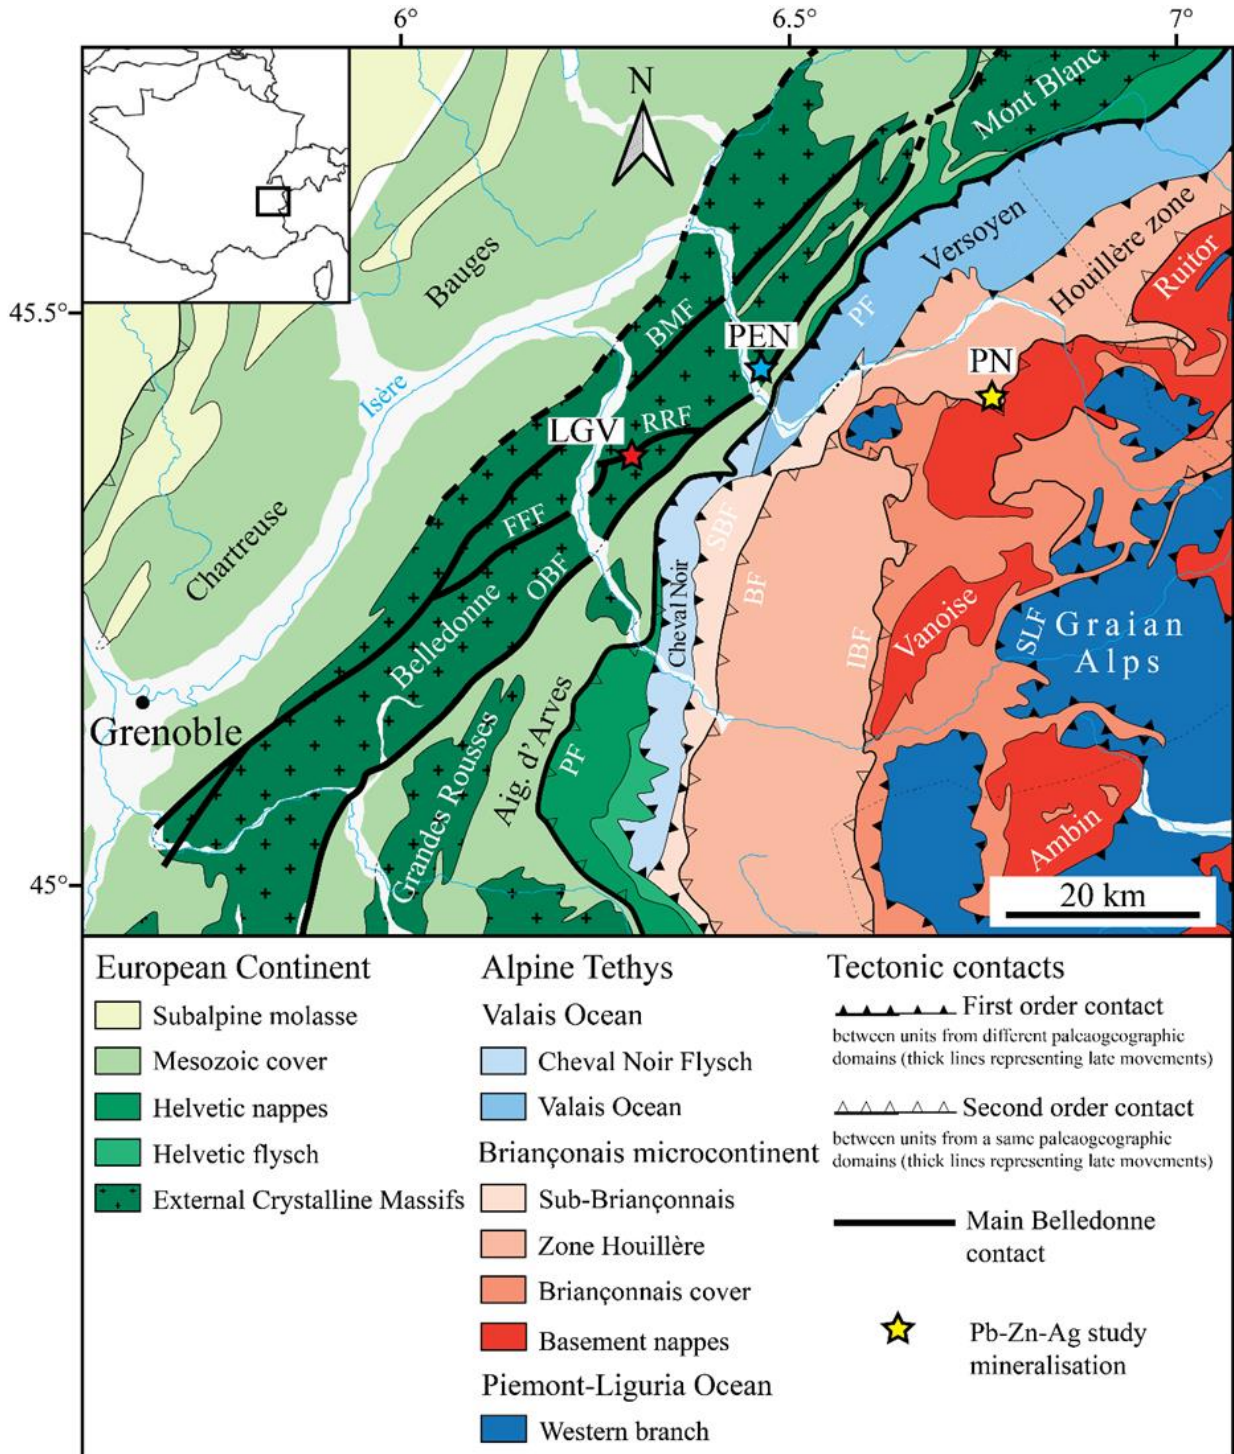 6°
6.5°
7°
45.5°
45°
N
Mont Blanc
Bauges
Versoyen
Houillère zone
Ruitor
BMF
PEN
PF
PN
Isère
RRF
LGV
Chartreuse
FFF
SBF
Belledonne
OBF
Cheval Noir
BF
IBF
Vanoise
SLF
Graian
Alps
Grenoble
Grandes Rousses
Aig. d'Arves
PF
Ambin
20 km
European Continent
Subalpine molasse
Mesozoic cover
Helvetic nappes
Helvetic flysch
External Crystalline Massifs
Alpine Tethys
Valais Ocean
Cheval Noir Flysch
Valais Ocean
Briançonais microcontinent
Sub-Briançonnais
Zone Houillère
Briançonnais cover
Basement nappes
Piemont-Liguria Ocean
Western branch
Tectonic contacts
First order contact
between units from different palcaogcographic
domains (thick lines representing late movements)
Second order contact
between units from a same palcaogcographic
domains (thick lines representing late movements)
Main Belledonne
contact
Pb-Zn-Ag study
mineralisation